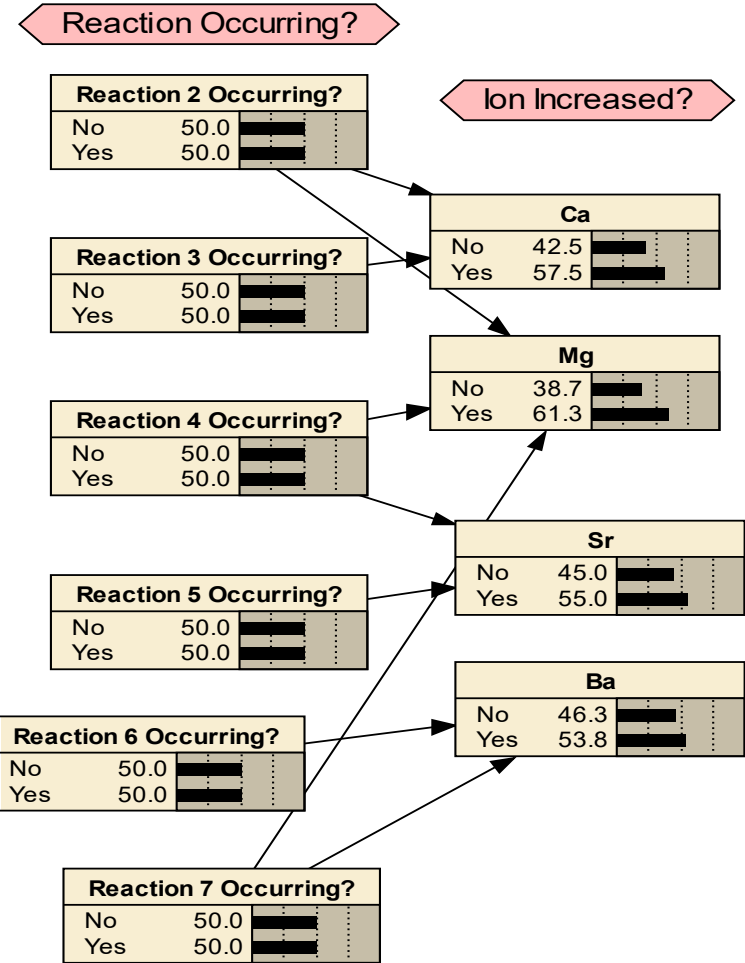 Reaction Occurring?
Ion Increased?
Reaction 2 Occurring?
No 50.0
Yes 50.0
Ca
No 42.5
Yes 57.5
Reaction 3 Occurring?
No 50.0
Yes 50.0
Mg
No 38.7
Yes 61.3
Reaction 4 Occurring?
No 50.0
Yes 50.0
Sr
No 45.0
Yes 55.0
Reaction 5 Occurring?
No 50.0
Yes 50.0
Ba
No 46.3
Yes 53.8
Reaction 6 Occurring?
No 50.0
Yes 50.0
Reaction 7 Occurring?
No 50.0
Yes 50.0